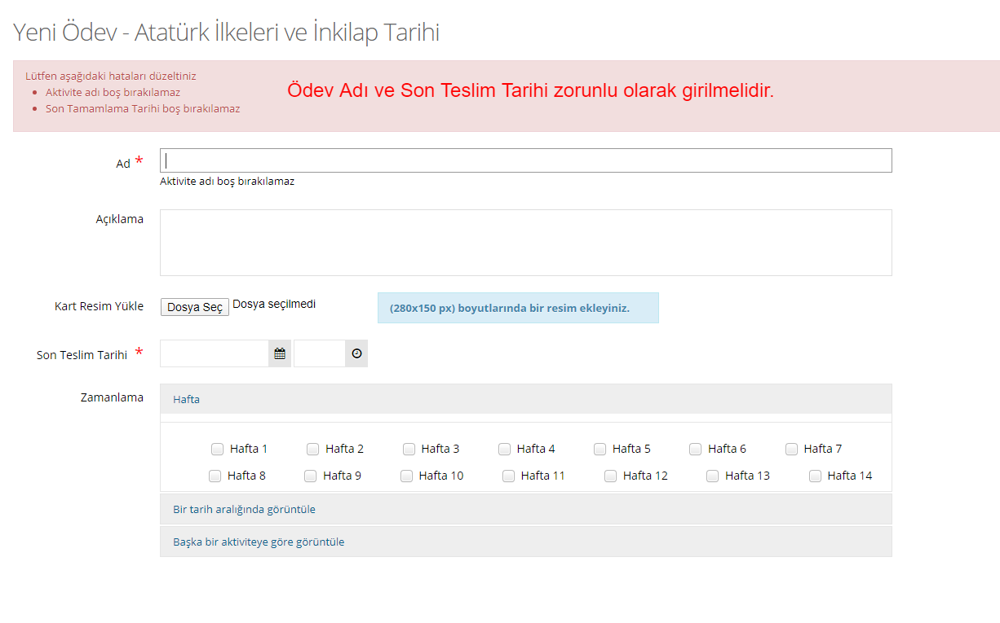 Yeni Ödev - Atatürk İlkeleri ve İnkilap Tarihi
Lütfen aşağıdaki hataları düzeltiniz
Aktivite adı boş bırakılamaz
Son Tamamlama Tarihi boş bırakılamaz
Ödev Adı ve Son Teslim Tarihi zorunlu olarak girilmelidir.
Ad *
Aktivite adı boş bırakılamaz
Açıklama
Kart Resim Yükle Dosya Seç Dosya seçilmedi (280x150 px) boyutlarında bir resim ekleyiniz.
Son Teslim Tarihi *
Zamanlama Hafta
Hafta 1 Hafta 2 Hafta 3 Hafta 4 Hafta 5 Hafta 6 Hafta 7
Hafta 8 Hafta 9 Hafta 10 Hafta 11 Hafta 12 Hafta 13 Hafta 14
Bir tarih aralığında görüntüle
Başka bir aktiviteye göre görüntüle